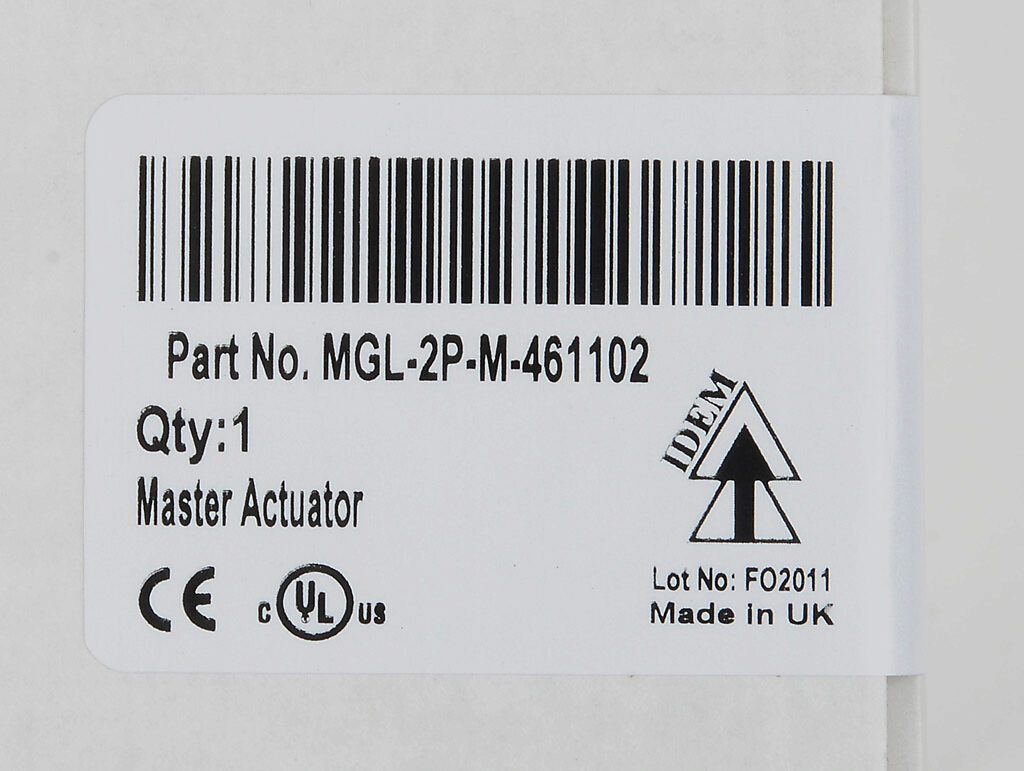 Part No. MGL-2P-M-461102
Qty:1
Master Actuator
IDEM
CE
C UL US
Lot No: FO2011
Made in UK